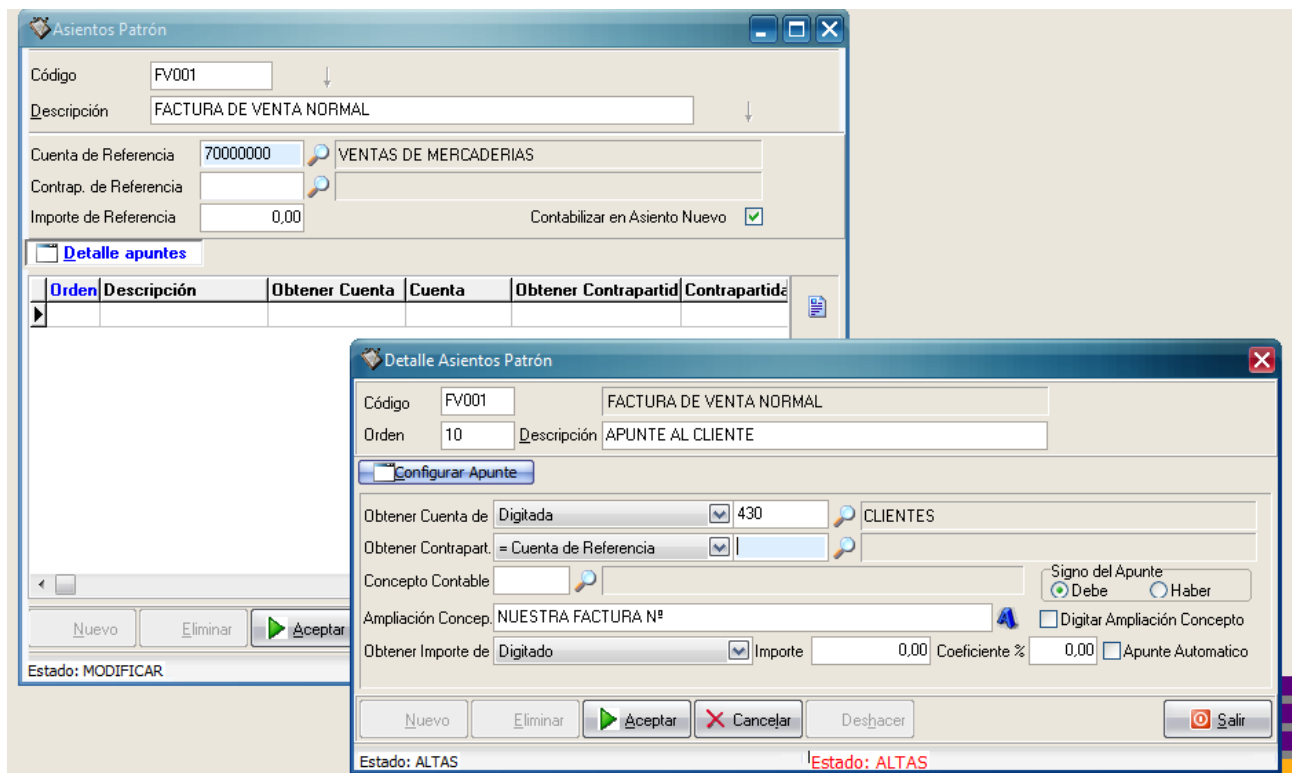 Asientos Patrón
Código FV001
Descripción FACTURA DE VENTA NORMAL
Cuenta de Referencia 70000000 VENTAS DE MERCADERIAS
Contrap. de Referencia
Importe de Referencia 0,00 Contabilizar en Asiento Nuevo
Detalle apuntes
Orden Descripción Obtener Cuenta Cuenta Obtener Contrapartid Contrapartida
Nuevo Eliminar Aceptar
Estado: MODIFICAR
Detalle Asientos Patrón
Código FV001 FACTURA DE VENTA NORMAL
Orden 10 Descripción APUNTE AL CLIENTE
Configurar Apunte
Obtener Cuenta de Digitada 430 CLIENTES
Obtener Contrapart. = Cuenta de Referencia
Concepto Contable Signo del Apunte
Debe Haber
Ampliación Concep. NUESTRA FACTURA Nº Digitar Ampliación Concepto
Obtener Importe de Digitado Importe 0,00 Coeficiente % 0,00 Apunte Automatico
Nuevo Eliminar Aceptar Cancelar Deshacer Salir
Estado: ALTAS Estado: ALTAS